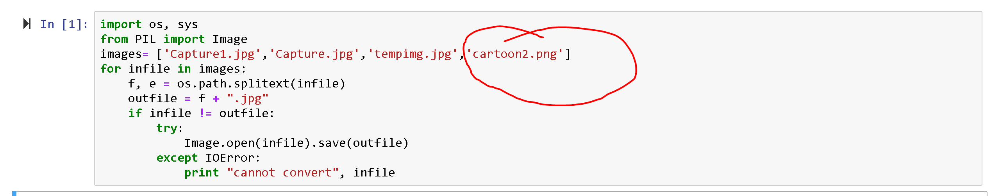 In [1]:
import os, sys
from PIL import Image
images= ['Capture1.jpg','Capture.jpg','tempimg.jpg','cartoon2.png']
for infile in images:
    f, e = os.path.splitext(infile)
    outfile = f + ".jpg"
    if infile != outfile:
        try:
            Image.open(infile).save(outfile)
        except IOError:
            print "cannot convert", infile